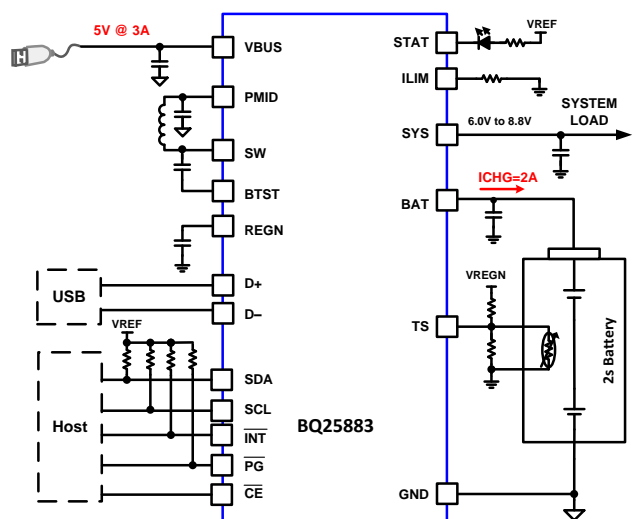 5V @ 3A
VBUS
PMID
SW
BTST
REGN
USB
D+
D–
VREF
Host
SDA
SCL
INT
PG
CE
BQ25883
STAT
VREF
ILIM
SYS
6.0V to 8.8V
SYSTEM
LOAD
BAT
ICHG=2A
VREGN
TS
2s Battery
GND